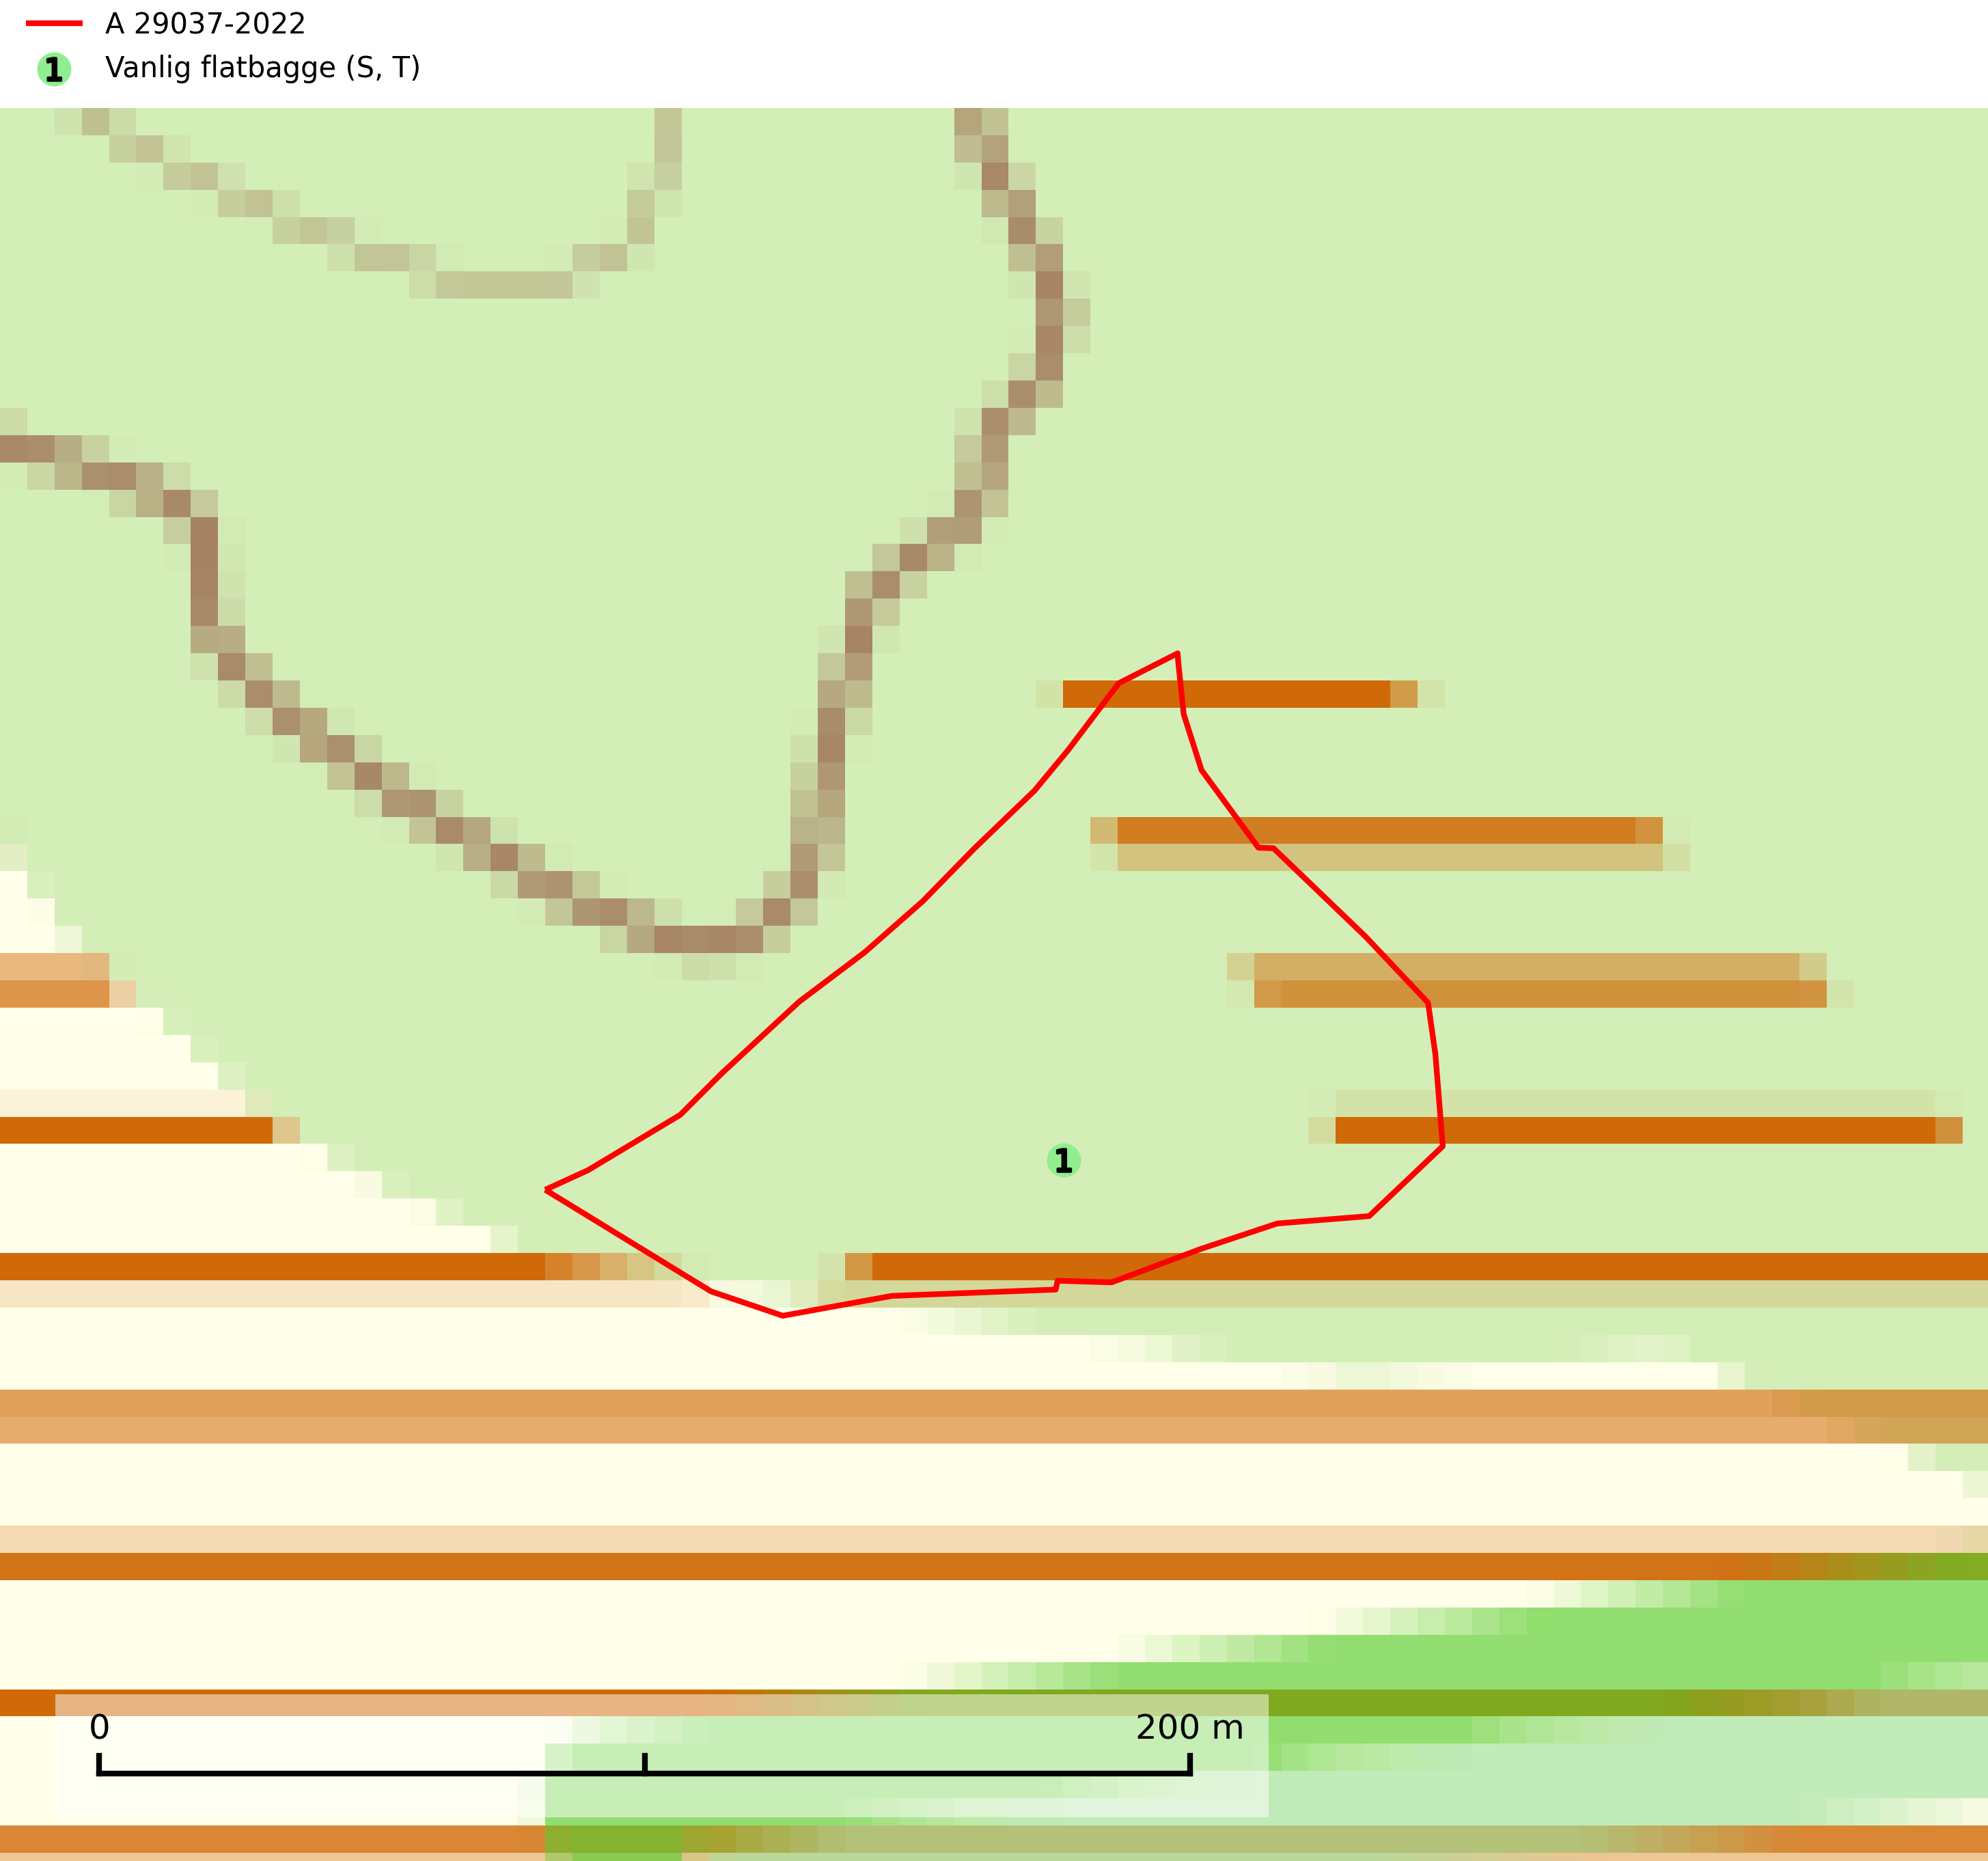 A 29037-2022
1 Vanlig flatbagge (S, T)
1
0 200 m